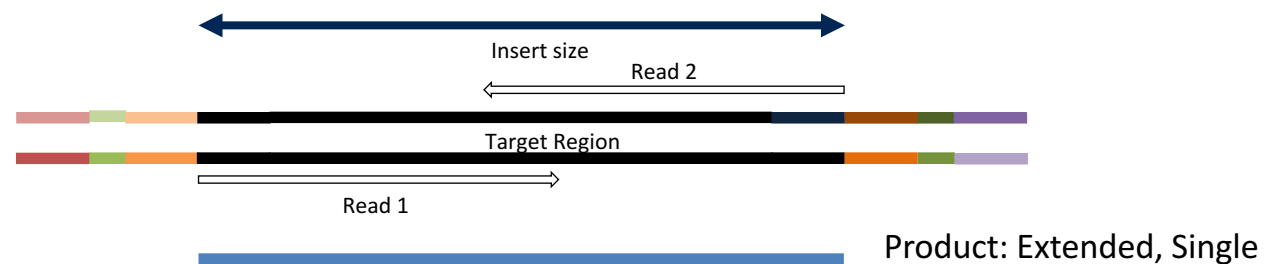 Insert size
Read 2
Target Region
Read 1
Product: Extended, Single